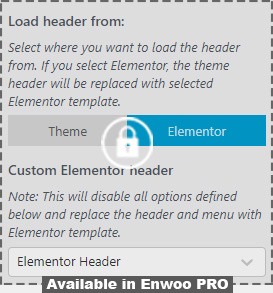 Load header from:
Select where you want to load the header
from. If you select Elementor, the theme
header will be replaced with selected
Elementor template.
Theme Elementor
Custom Elementor header
Note: This will disable all options defined
below and replace the header and menu with
Elementor template.
Elementor Header
Available in Enwoo PRO